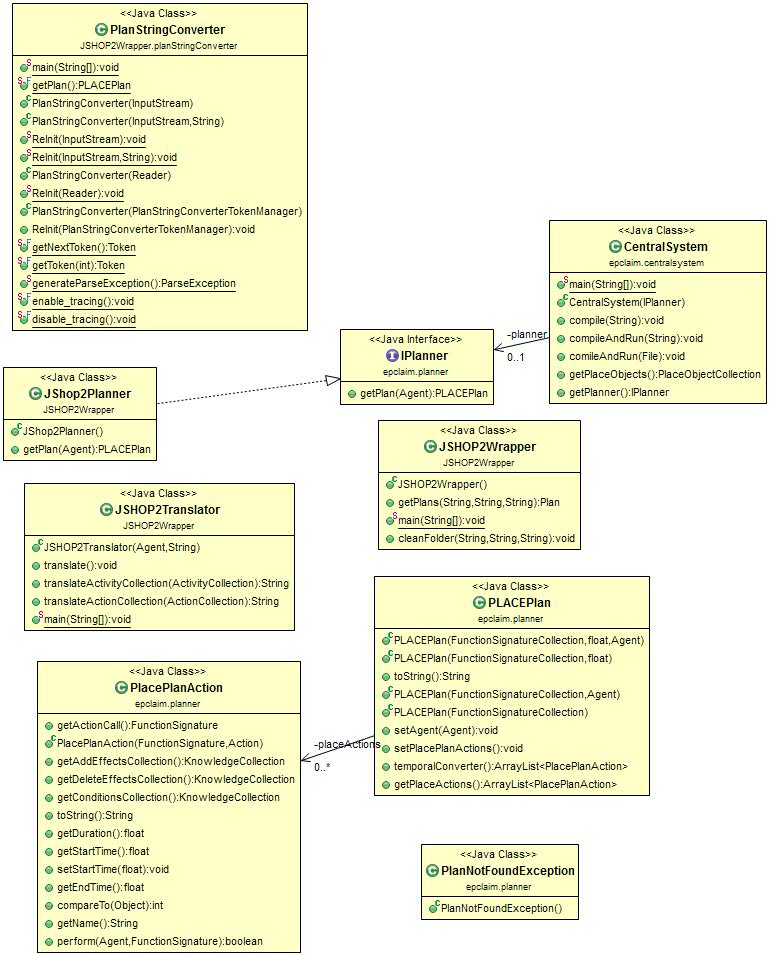 <<Java Class>>
PlanStringConverter
JSHOP2Wrapper.planStringConverter
main(String[]):void
getPlan():PLACEPlan
PlanStringConverter(InputStream)
PlanStringConverter(InputStream,String)
ReInit(InputStream):void
ReInit(InputStream,String):void
PlanStringConverter(Reader)
ReInit(Reader):void
PlanStringConverter(PlanStringConverterTokenManager)
ReInit(PlanStringConverterTokenManager):void
getNextToken():Token
getToken(int):Token
generateParseException():ParseException
enable_tracing():void
disable_tracing():void
<<Java Class>>
CentralSystem
epclaim.centralsystem
main(String[]):void
CentralSystem(IPlanner)
compile(String):void
compileAndRun(String):void
comileAndRun(File):void
getPlaceObjects():PlaceObjectCollection
getPlanner():IPlanner
-planner
0..1
<<Java Interface>>
IPlanner
epclaim.planner
getPlan(Agent):PLACEPlan
<<Java Class>>
JShop2Planner
JSHOP2Wrapper
JShop2Planner()
getPlan(Agent):PLACEPlan
<<Java Class>>
JSHOP2Wrapper
JSHOP2Wrapper
JSHOP2Wrapper()
getPlans(String,String,String):Plan
main(String[]):void
cleanFolder(String,String,String):void
<<Java Class>>
JSHOP2Translator
JSHOP2Wrapper
JSHOP2Translator(Agent,String)
translate():void
translateActivityCollection(ActivityCollection):String
translateActionCollection(ActionCollection):String
main(String[]):void
<<Java Class>>
PLACEPlan
epclaim.planner
PLACEPlan(FunctionSignatureCollection,float,Agent)
PLACEPlan(FunctionSignatureCollection,float)
toString():String
PLACEPlan(FunctionSignatureCollection,Agent)
PLACEPlan(FunctionSignatureCollection)
setAgent(Agent):void
setPlacePlanActions():void
temporalConverter():ArrayList<PlacePlanAction>
getPlaceActions():ArrayList<PlacePlanAction>
-placeActions
0..*
<<Java Class>>
PlacePlanAction
epclaim.planner
getActionCall():FunctionSignature
PlacePlanAction(FunctionSignature,Action)
getAddEffectsCollection():KnowledgeCollection
getDeleteEffectsCollection():KnowledgeCollection
getConditionsCollection():KnowledgeCollection
toString():String
getDuration():float
getStartTime():float
setStartTime(float):void
getEndTime():float
compareTo(Object):int
getName():String
perform(Agent,FunctionSignature):boolean
<<Java Class>>
PlanNotFoundException
epclaim.planner
PlanNotFoundException()